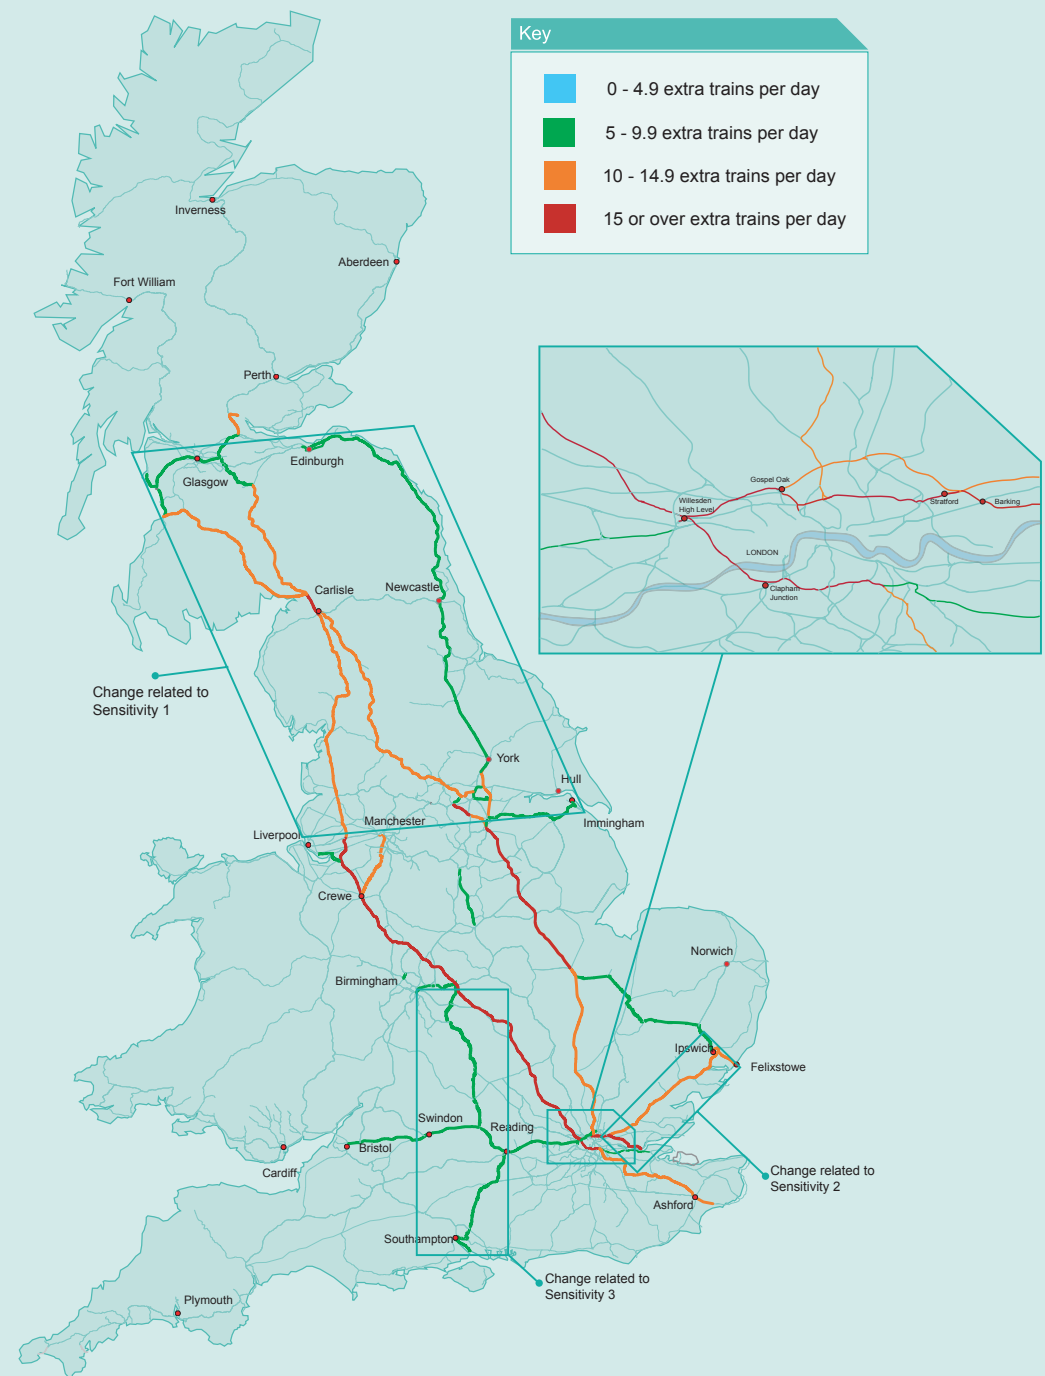 Key
0 - 4.9 extra trains per day
5 - 9.9 extra trains per day
10 - 14.9 extra trains per day
15 or over extra trains per day
Inverness
Aberdeen
Fort William
Perth
Edinburgh
Glasgow
Carlisle
Newcastle
Change related to
Sensitivity 1
York
Hull
Immingham
Manchester
Liverpool
Crewe
Norwich
Birmingham
Ipswich
Felixstowe
Swindon
Reading
Bristol
Cardiff
Ashford
Southampton
Plymouth
Change related to
Sensitivity 2
Change related to
Sensitivity 3
Gospel Oak
Willesden
High Level
Stratford
Barking
LONDON
Clapham
Junction